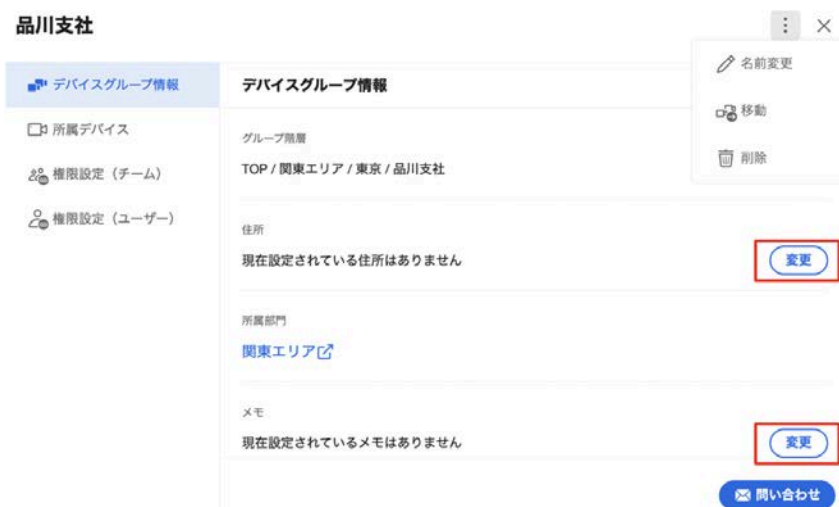 品川支社
名前変更
移動
削除
デバイスグループ情報
所属デバイス
権限設定（チーム）
権限設定（ユーザー）
デバイスグループ情報
グループ階層
TOP / 関東エリア / 東京 / 品川支社
住所
現在設定されている住所はありません
変更
所属部門
関東エリア
メモ
現在設定されているメモはありません
変更
問い合わせ